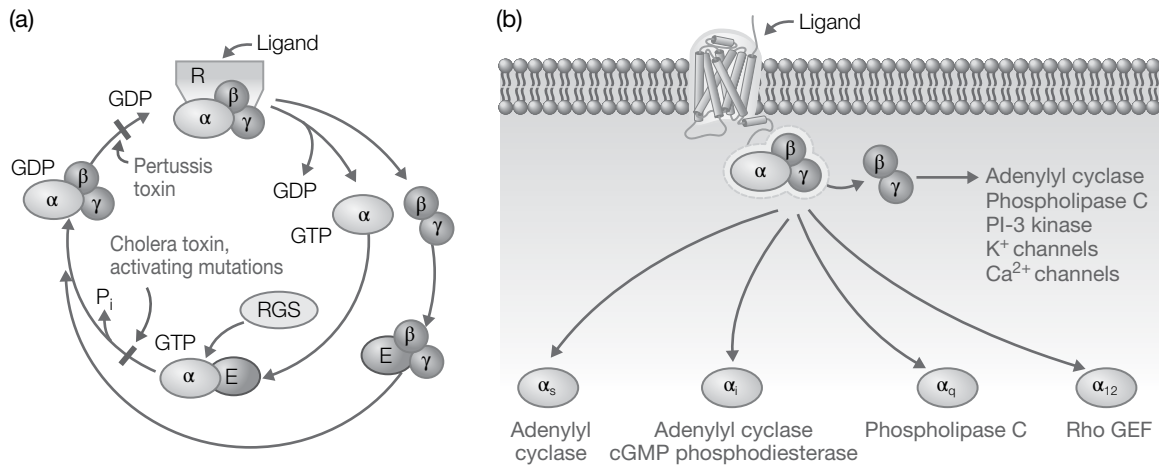 (a)
Ligand
R
β
α
γ
GDP
Pertussis
toxin
GDP
β
α
γ
GDP
α
GTP
β
γ
Cholera toxin,
activating mutations
Pi
RGS
GTP
α
E
β
E
γ
(b)
Ligand
β
α
γ
β
γ
Adenylyl cyclase
Phospholipase C
PI-3 kinase
K⁺ channels
Ca²⁺ channels
αs
αi
αq
α12
Adenylyl
cyclase
Adenylyl cyclase
cGMP phosphodiesterase
Phospholipase C
Rho GEF